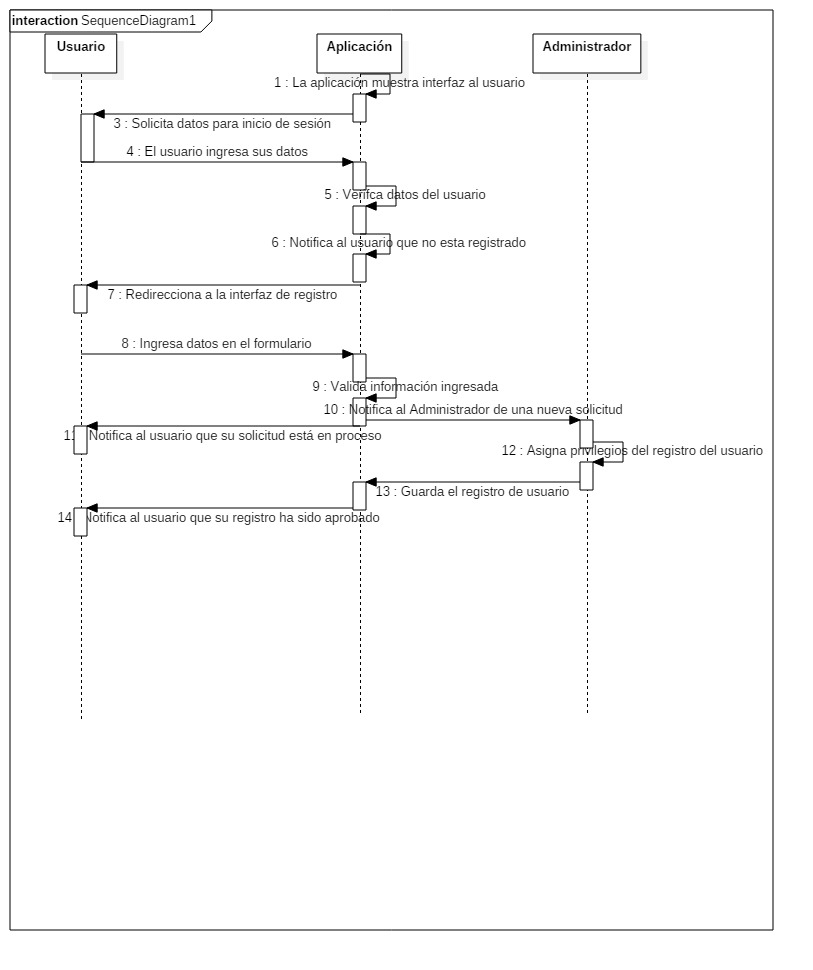 interaction SequenceDiagram1
Usuario
Aplicación
Administrador
1 : La aplicación muestra interfaz al usuario
3 : Solicita datos para inicio de sesión
4 : El usuario ingresa sus datos
5 : Verifca datos del usuario
6 : Notifica al usuario que no esta registrado
7 : Redirecciona a la interfaz de registro
8 : Ingresa datos en el formulario
9 : Valida información ingresada
10 : Notifica al Administrador de una nueva solicitud
11 Notifica al usuario que su solicitud está en proceso
12 : Asigna privilegios del registro del usuario
13 : Guarda el registro de usuario
14 Notifica al usuario que su registro ha sido aprobado